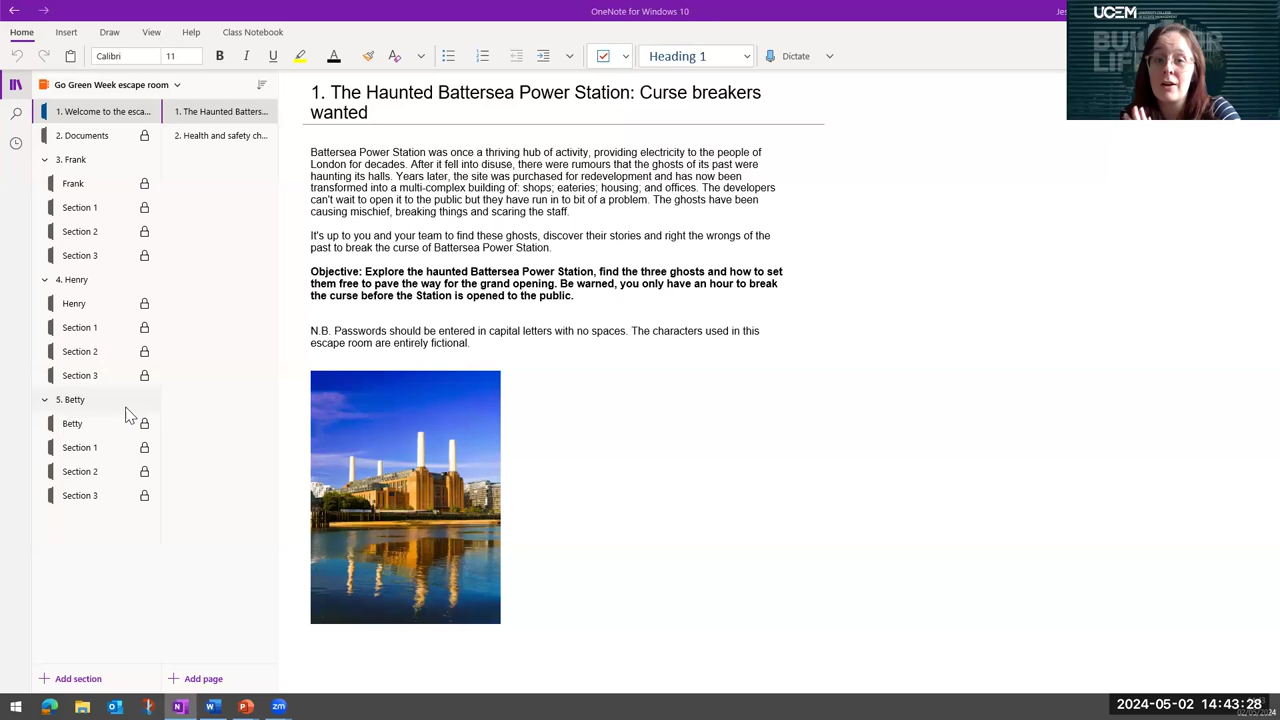 OneNote for Windows 10
Home
Insert
Draw
View
Help
Class Notebook
Calibri
11
B
I
U
A
Heading 1
Dictate
Go Green Week escape room
1. Welcome to the esca...
2. Documents
3. Frank
Frank
Section 1
Section 2
Section 3
4. Henry
Henry
Section 1
Section 2
Section 3
5. Betty
Betty
Section 1
Section 2
Section 3
Add section
1. The Haunted Batters...
2. Health and safety ch...
Add page
1. The Haunted Battersea Power Station: Curse breakers
wanted
Battersea Power Station was once a thriving hub of activity, providing electricity to the people of
London for decades. After it fell into disuse, there were rumours that the ghosts of its past were
haunting its halls. Years later, the site was purchased for redevelopment and has now been
transformed into a multi-complex building of: shops; eateries; housing; and offices. The developers
can't wait to open it to the public but they have run in to bit of a problem. The ghosts have been
causing mischief, breaking things and scaring the staff.
It's up to you and your team to find these ghosts, discover their stories and right the wrongs of the
past to break the curse of Battersea Power Station.
Objective: Explore the haunted Battersea Power Station, find the three ghosts and how to set
them free to pave the way for the grand opening. Be warned, you only have an hour to break
the curse before the Station is opened to the public.
N.B. Passwords should be entered in capital letters with no spaces. The characters used in this
escape room are entirely fictional.
UCEM
2024-05-02 14:43:28